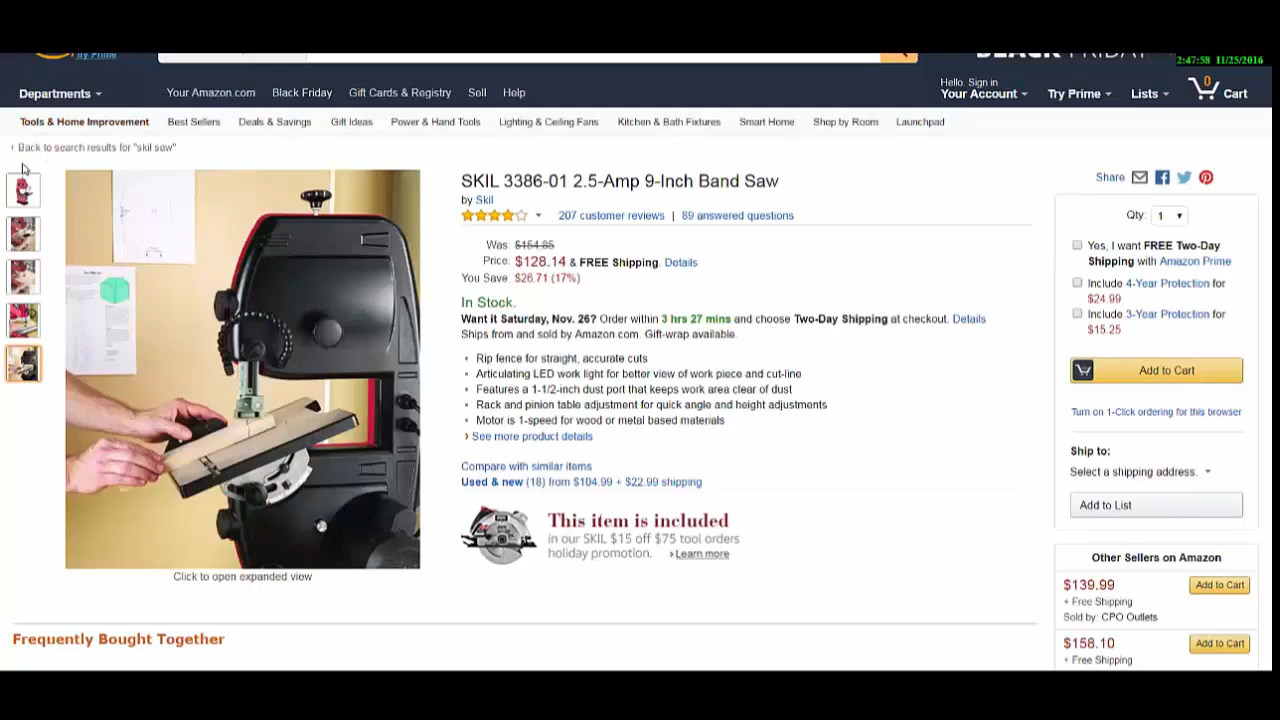 Try Prime
BLACK FRIDAY
2:47:58 11/25/2016
Departments
Your Amazon.com
Black Friday
Gift Cards & Registry
Sell
Help
Hello. Sign in
Your Account
Try Prime
Lists
0
Cart
Tools & Home Improvement
Best Sellers
Deals & Savings
Gift Ideas
Power & Hand Tools
Lighting & Ceiling Fans
Kitchen & Bath Fixtures
Smart Home
Shop by Room
Launchpad
‹ Back to search results for "skil saw"
SKIL 3386-01 2.5-Amp 9-Inch Band Saw
by Skil
207 customer reviews | 89 answered questions
Was: $154.85
Price: $128.14 & FREE Shipping. Details
You Save: $26.71 (17%)
In Stock.
Want it Saturday, Nov. 26? Order within 3 hrs 27 mins and choose Two-Day Shipping at checkout. Details
Ships from and sold by Amazon.com. Gift-wrap available.
• Rip fence for straight, accurate cuts
• Articulating LED work light for better view of work piece and cut-line
• Features a 1-1/2-inch dust port that keeps work area clear of dust
• Rack and pinion table adjustment for quick angle and height adjustments
• Motor is 1-speed for wood or metal based materials
› See more product details
Compare with similar items
Used & new (18) from $104.99 + $22.99 shipping
This item is included
in our SKIL $15 off $75 tool orders
holiday promotion. ›Learn more
Click to open expanded view
Frequently Bought Together
Share
Qty: 1
Yes, I want FREE Two-Day
Shipping with Amazon Prime
Include 4-Year Protection for
$24.99
Include 3-Year Protection for
$15.25
Add to Cart
Turn on 1-Click ordering for this browser
Ship to:
Select a shipping address.
Add to List
Other Sellers on Amazon
$139.99
Add to Cart
+ Free Shipping
Sold by: CPO Outlets
$158.10
Add to Cart
+ Free Shipping